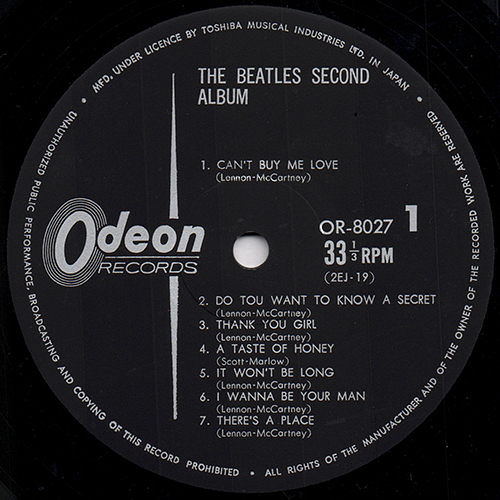 MFD. UNDER LICENCE BY TOSHIBA MUSICAL INDUSTRIES LTD. IN JAPAN
THE BEATLES SECOND
ALBUM
1. CAN'T BUY ME LOVE
(Lennon-McCartney)
Odeon
RECORDS
OR-8027 1
33 1/3 RPM
(2EJ-19)
2. DO TOU WANT TO KNOW A SECRET
(Lennon-McCartney)
3. THANK YOU GIRL
(Lennon-McCartney)
4. A TASTE OF HONEY
(Scott-Marlow)
5. IT WON'T BE LONG
(Lennon-McCartney)
6. I WANNA BE YOUR MAN
(Lennon-McCartney)
7. THERE'S A PLACE
(Lennon-McCartney)
UNAUTHORIZED PUBLIC PERFORMANCE, BROADCASTING AND COPYING OF THIS RECORD PROHIBITED • ALL RIGHTS OF THE MANUFACTURER AND OF THE OWNER OF THE RECORDED WORK ARE RESERVED